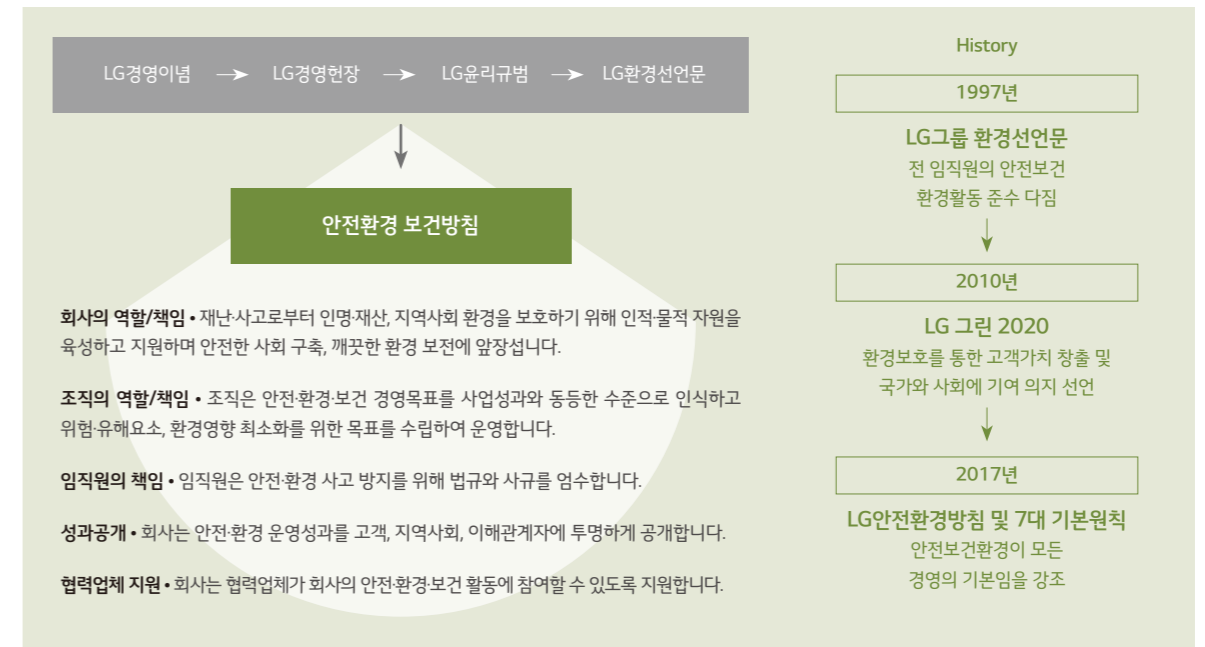 LG경영이념 → LG경영헌장 → LG윤리규범 → LG환경선언문
안전환경 보건방침
회사의 역할/책임 • 재난·사고로부터 인명·재산, 지역사회 환경을 보호하기 위해 인적·물적 자원을
육성하고 지원하며 안전한 사회 구축, 깨끗한 환경 보전에 앞장섭니다.
조직의 역할/책임 • 조직은 안전·환경·보건 경영목표를 사업성과와 동등한 수준으로 인식하고
위험·유해요소, 환경영향 최소화를 위한 목표를 수립하여 운영합니다.
임직원의 책임 • 임직원은 안전·환경 사고 방지를 위해 법규와 사규를 엄수합니다.
성과공개 • 회사는 안전·환경 운영성과를 고객, 지역사회, 이해관계자에 투명하게 공개합니다.
협력업체 지원 • 회사는 협력업체가 회사의 안전·환경·보건 활동에 참여할 수 있도록 지원합니다.
History
1997년
LG그룹 환경선언문
전 임직원의 안전보건
환경활동 준수 다짐
2010년
LG 그린 2020
환경보호를 통한 고객가치 창출 및
국가와 사회에 기여 의지 선언
2017년
LG안전환경방침 및 7대 기본원칙
안전보건환경이 모든
경영의 기본임을 강조